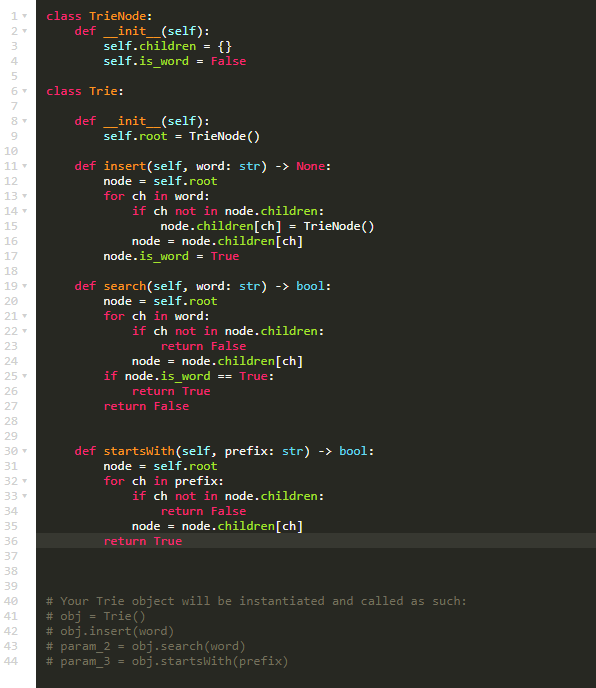 1 class TrieNode:
2     def __init__(self):
3         self.children = {}
4         self.is_word = False
5
6 class Trie:
7
8     def __init__(self):
9         self.root = TrieNode()
10
11     def insert(self, word: str) -> None:
12         node = self.root
13         for ch in word:
14             if ch not in node.children:
15                 node.children[ch] = TrieNode()
16             node = node.children[ch]
17         node.is_word = True
18
19     def search(self, word: str) -> bool:
20         node = self.root
21         for ch in word:
22             if ch not in node.children:
23                 return False
24             node = node.children[ch]
25         if node.is_word == True:
26             return True
27         return False
28
29
30     def startsWith(self, prefix: str) -> bool:
31         node = self.root
32         for ch in prefix:
33             if ch not in node.children:
34                 return False
35             node = node.children[ch]
36         return True
37
38
39
40 # Your Trie object will be instantiated and called as such:
41 # obj = Trie()
42 # obj.insert(word)
43 # param_2 = obj.search(word)
44 # param_3 = obj.startsWith(prefix)